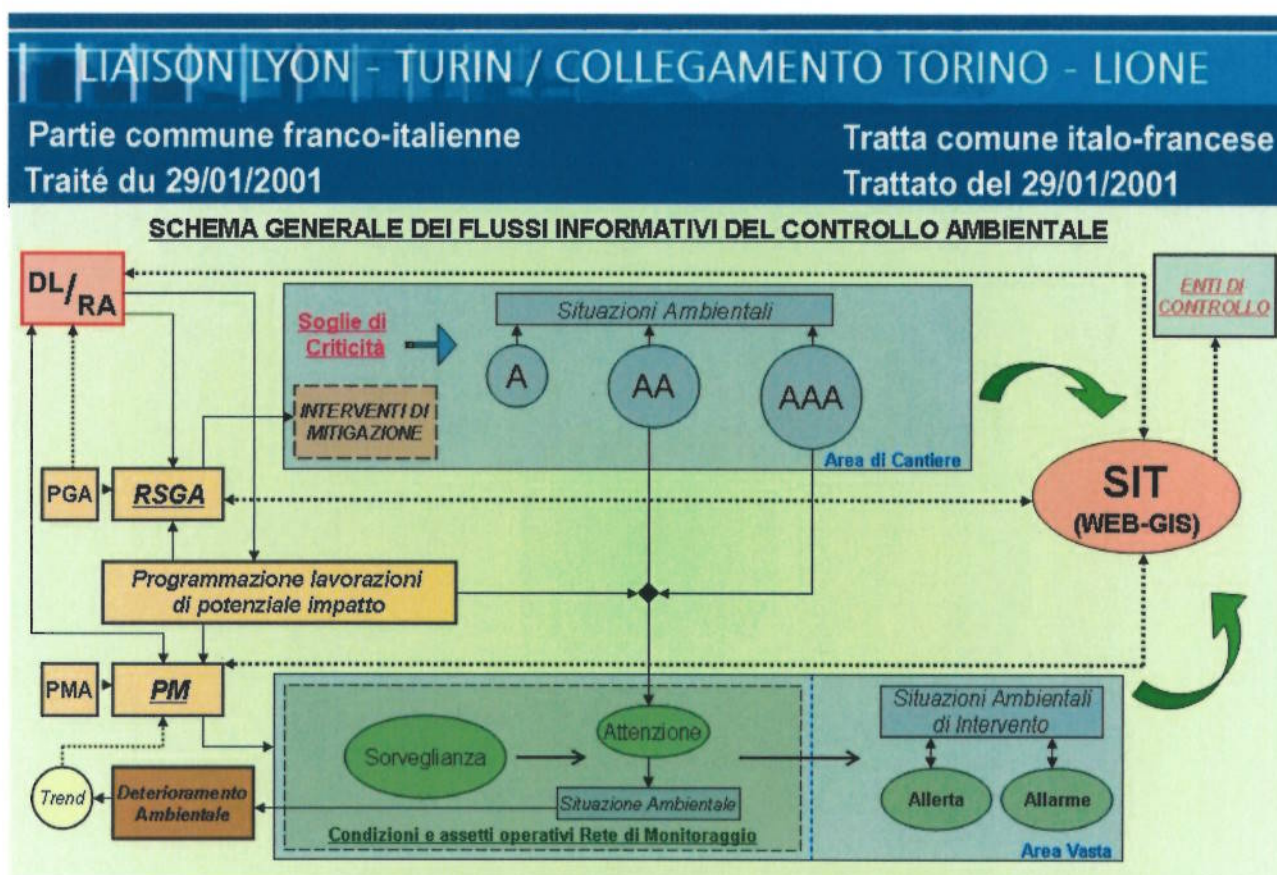 LIAISON LYON - TURIN / COLLEGAMENTO TORINO - LIONE
Partie commune franco-italienne
Traité du 29/01/2001
Tratta comune italo-francese
Trattato del 29/01/2001
SCHEMA GENERALE DEI FLUSSI INFORMATIVI DEL CONTROLLO AMBIENTALE
DL/RA
Soglie di
Criticità
Situazioni Ambientali
A
AA
AAA
INTERVENTI DI
MITIGAZIONE
Area di Cantiere
ENTI DI
CONTROLLO
PGA
RSGA
SIT
(WEB-GIS)
Programmazione lavorazioni
di potenziale impatto
PMA
PM
Sorveglianza
Attenzione
Situazione Ambientale
Condizioni e assetti operativi Rete di Monitoraggio
Situazioni Ambientali
di Intervento
Allerta
Allarme
Area Vasta
Trend
Deterioramento
Ambientale